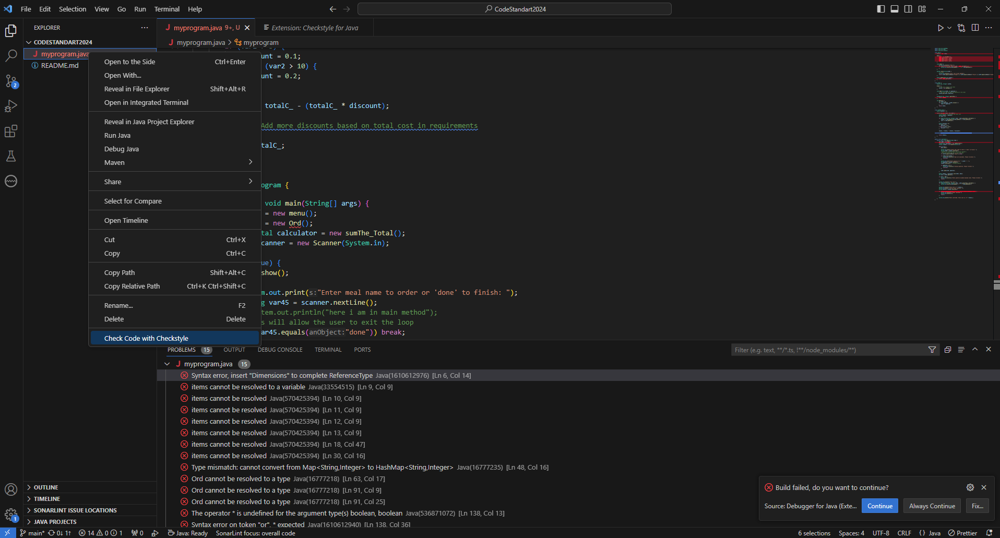 File Edit Selection View Go Run Terminal Help
CodeStandart2024
EXPLORER
CODESTANDART2024
myprogram.java
README.md
myprogram.java 9+, U
Extension: Checkstyle for Java
myprogram.java > myprogram
Open to the Side Ctrl+Enter
Open With...
Reveal in File Explorer Shift+Alt+R
Open in Integrated Terminal
Reveal in Java Project Explorer
Run Java
Debug Java
Maven
Share
Select for Compare
Open Timeline
Cut Ctrl+X
Copy Ctrl+C
Copy Path Shift+Alt+C
Copy Relative Path Ctrl+K Ctrl+Shift+C
Rename... F2
Delete Delete
Check Code with Checkstyle
unt = 0.1;
(var2 > 10) {
unt = 0.2;
totalC_ - (totalC_ * discount);
Add more discounts based on total cost in requirements
talC_;
ogram {
void main(String[] args) {
= new menu();
= new Ord();
tal calculator = new sumThe_Total();
canner = new Scanner(System.in);
ue) {
show();
m.out.print(s:"Enter meal name to order or 'done' to finish: ");
g var45 = scanner.nextLine();
tem.out.println("here i am in main method");
s will allow the user to exit the loop
ar45.equals(anObject:"done")) break;
PROBLEMS 15 OUTPUT DEBUG CONSOLE TERMINAL PORTS
Filter (e.g. text, **/*.ts, !**/node_modules/**)
myprogram.java 15
Syntax error, insert "Dimensions" to complete ReferenceType Java(1610612976) [Ln 6, Col 14]
items cannot be resolved to a variable Java(33554515) [Ln 9, Col 9]
items cannot be resolved Java(570425394) [Ln 10, Col 9]
items cannot be resolved Java(570425394) [Ln 11, Col 9]
items cannot be resolved Java(570425394) [Ln 12, Col 9]
items cannot be resolved Java(570425394) [Ln 13, Col 9]
items cannot be resolved Java(570425394) [Ln 18, Col 47]
items cannot be resolved Java(570425394) [Ln 30, Col 16]
Type mismatch: cannot convert from Map<String,Integer> to HashMap<String,Integer> Java(16777235) [Ln 48, Col 16]
Ord cannot be resolved to a type Java(16777218) [Ln 63, Col 17]
Ord cannot be resolved to a type Java(16777218) [Ln 91, Col 9]
Ord cannot be resolved to a type Java(16777218) [Ln 91, Col 25]
The operator * is undefined for the argument type(s) boolean, boolean Java(536871072) [Ln 138, Col 13]
Syntax error on token "or", * expected Java(1610612940) [Ln 138, Col 36]
Build failed, do you want to continue?
Source: Debugger for Java (Exte... Continue Always Continue Fix...
2
OUTLINE
TIMELINE
SONARLINT ISSUE LOCATIONS
JAVA PROJECTS
1
main* 0↓ 1↑ 14 0 1 0 Java: Ready SonarLint focus: overall code
6 selections Spaces: 4 UTF-8 CRLF {} Java Prettier